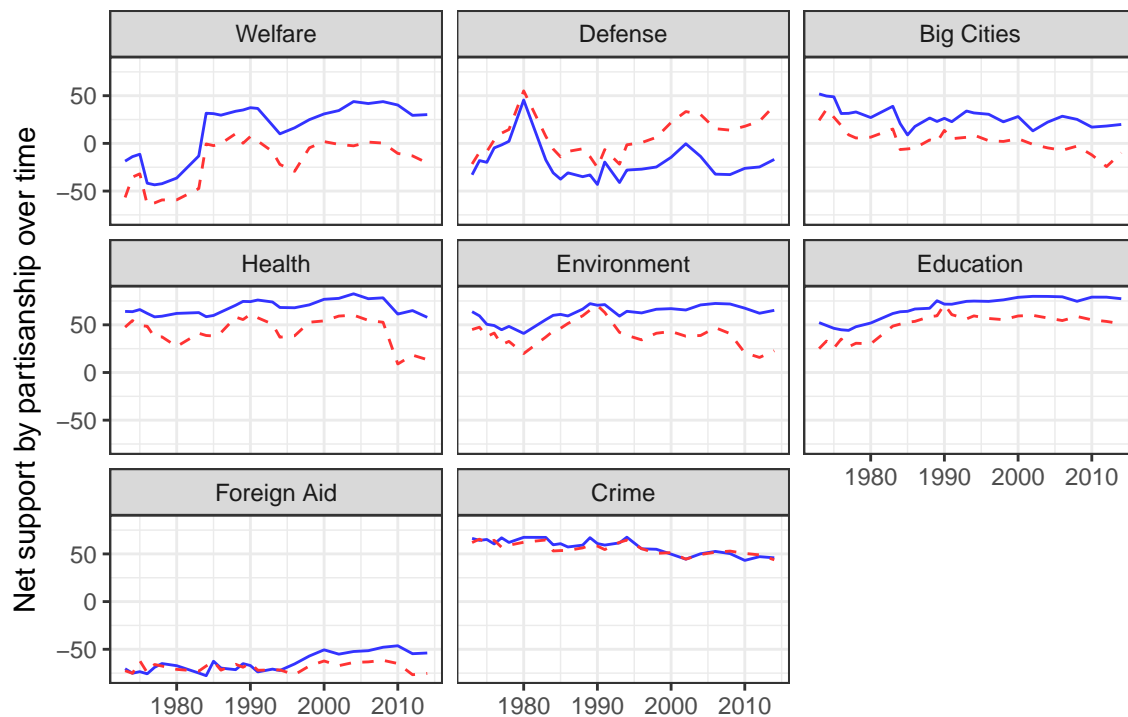 Net support by partisanship over time
Welfare
Defense
Big Cities
50
0
−50
Health
Environment
Education
50
0
−50
1980 1990 2000 2010
Foreign Aid
Crime
50
0
−50
1980 1990 2000 2010
1980 1990 2000 2010